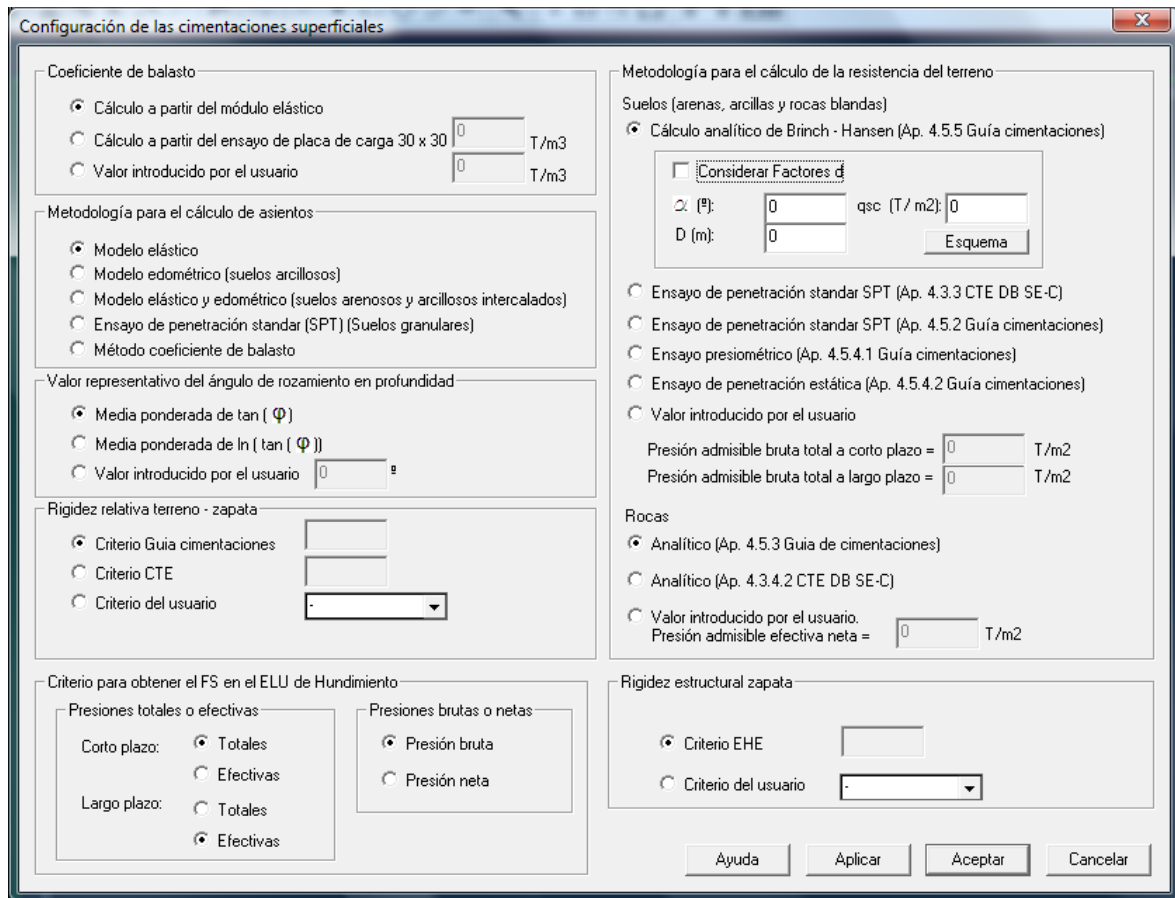 Configuración de las cimentaciones superficiales
Coeficiente de balasto
Cálculo a partir del módulo elástico
Cálculo a partir del ensayo de placa de carga 30 x 30 0 T/m3
Valor introducido por el usuario 0 T/m3
Metodología para el cálculo de asientos
Modelo elástico
Modelo edométrico (suelos arcillosos)
Modelo elástico y edométrico (suelos arenosos y arcillosos intercalados)
Ensayo de penetración standar (SPT) (Suelos granulares)
Método coeficiente de balasto
Valor representativo del ángulo de rozamiento en profundidad
Media ponderada de tan ( φ )
Media ponderada de ln ( tan ( φ ))
Valor introducido por el usuario 0 º
Rigidez relativa terreno - zapata
Criterio Guia cimentaciones
Criterio CTE
Criterio del usuario -
Metodología para el cálculo de la resistencia del terreno
Suelos (arenas, arcillas y rocas blandas)
Cálculo analítico de Brinch - Hansen (Ap. 4.5.5 Guía cimentaciones)
Considerar Factores d
α (º): 0 qsc (T/ m2): 0
D (m): 0 Esquema
Ensayo de penetración standar SPT (Ap. 4.3.3 CTE DB SE-C)
Ensayo de penetración standar SPT (Ap. 4.5.2 Guía cimentaciones)
Ensayo presiométrico (Ap. 4.5.4.1 Guía cimentaciones)
Ensayo de penetración estática (Ap. 4.5.4.2 Guía cimentaciones)
Valor introducido por el usuario
Presión admisible bruta total a corto plazo = 0 T/m2
Presión admisible bruta total a largo plazo = 0 T/m2
Rocas
Analítico (Ap. 4.5.3 Guia de cimentaciones)
Analítico (Ap. 4.3.4.2 CTE DB SE-C)
Valor introducido por el usuario.
Presión admisible efectiva neta = 0 T/m2
Criterio para obtener el FS en el ELU de Hundimiento
Presiones totales o efectivas
Corto plazo: Totales
Efectivas
Largo plazo: Totales
Efectivas
Presiones brutas o netas
Presión bruta
Presión neta
Rigidez estructural zapata
Criterio EHE
Criterio del usuario -
Ayuda Aplicar Aceptar Cancelar